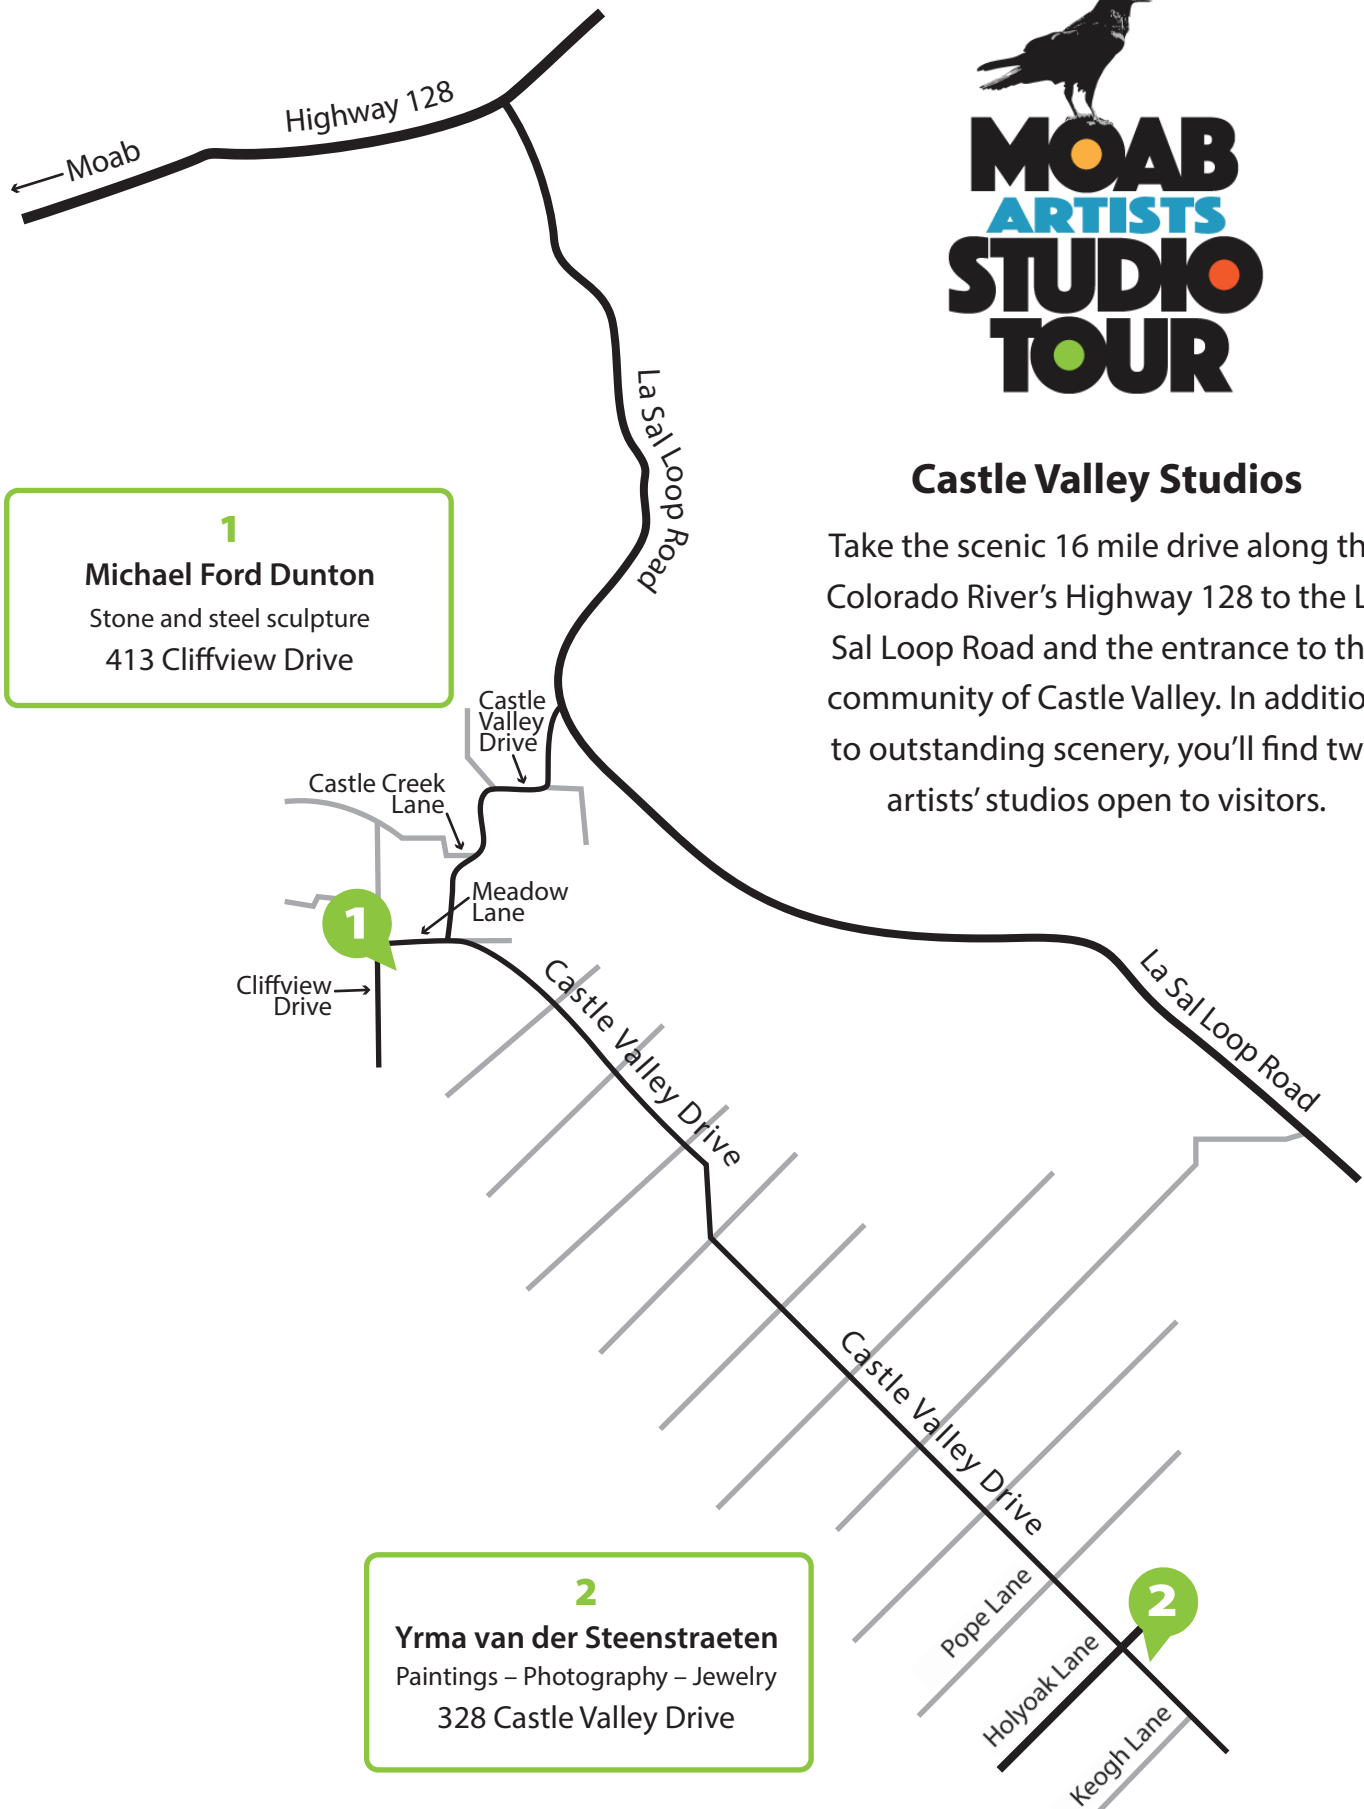 Highway 128
Moab
MOAB
ARTISTS
STUDIO
TOUR
La Sal Loop Road
Castle Valley Studios
Take the scenic 16 mile drive along th
Colorado River’s Highway 128 to the L
Sal Loop Road and the entrance to th
community of Castle Valley. In additio
to outstanding scenery, you’ll find tw
artists’ studios open to visitors.
1
Michael Ford Dunton
Stone and steel sculpture
413 Cliffview Drive
Castle
Valley
Drive
Castle Creek
Lane
Meadow
Lane
1
Cliffview
Drive
Castle Valley Drive
La Sal Loop Road
Castle Valley Drive
2
Yrma van der Steenstraeten
Paintings – Photography – Jewelry
328 Castle Valley Drive
Pope Lane
2
Holyoak Lane
Keogh Lane